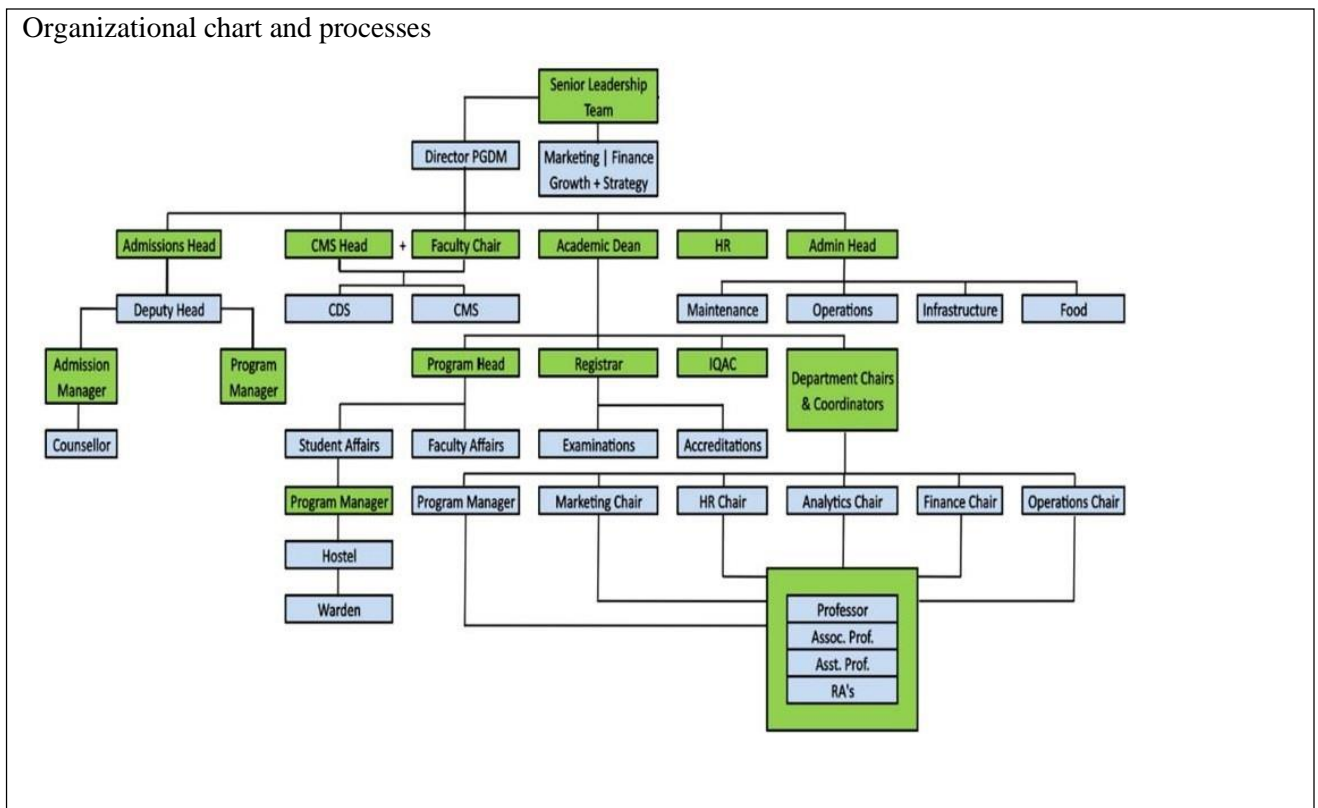 Organizational chart and processes
Senior Leadership
Team
Director PGDM
Marketing | Finance
Growth + Strategy
Admissions Head
CMS Head
+
Faculty Chair
Academic Dean
HR
Admin Head
Deputy Head
CDS
CMS
Maintenance
Operations
Infrastructure
Food
Admission
Manager
Program
Manager
Program Head
Registrar
IQAC
Department Chairs
& Coordinators
Counsellor
Student Affairs
Faculty Affairs
Examinations
Accreditations
Program Manager
Program Manager
Marketing Chair
HR Chair
Analytics Chair
Finance Chair
Operations Chair
Hostel
Warden
Professor
Assoc. Prof.
Asst. Prof.
RA's